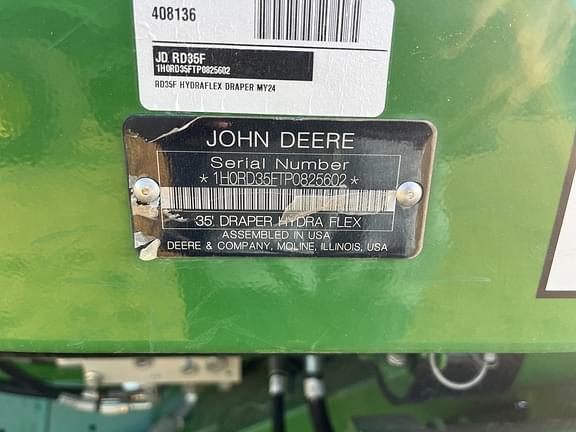 408136
JD RD35F
1H0RD35FTP0825602
RD35F HYDRAFLEX DRAPER MY24
JOHN DEERE
Serial Number
*1H0RD35FTP0825602*
35' DRAPER HYDRA FLEX
ASSEMBLED IN USA
DEERE & COMPANY, MOLINE, ILLINOIS, USA